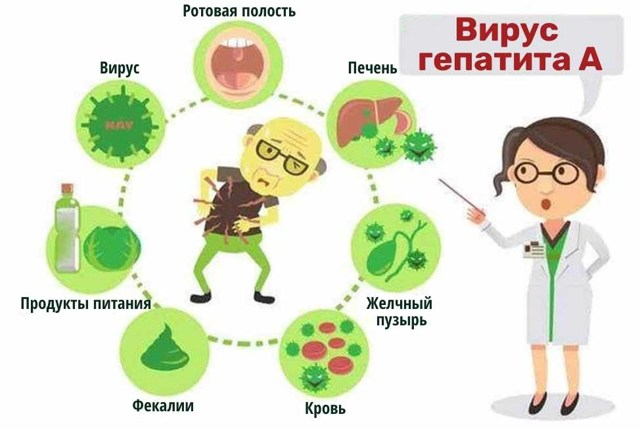 Ротовая полость
Вирус
гепатита А
Вирус
Печень
HAV
Продукты питания
Желчный
пузырь
Фекалии
Кровь